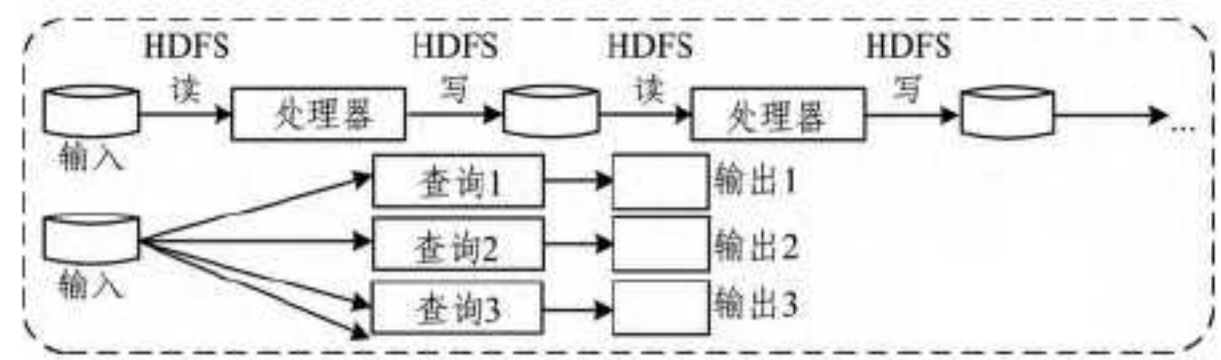 HDFS HDFS HDFS HDFS
读 写 读 写
处理器 处理器
...
输入
查询1 输出1
查询2 输出2
输入
查询3 输出3